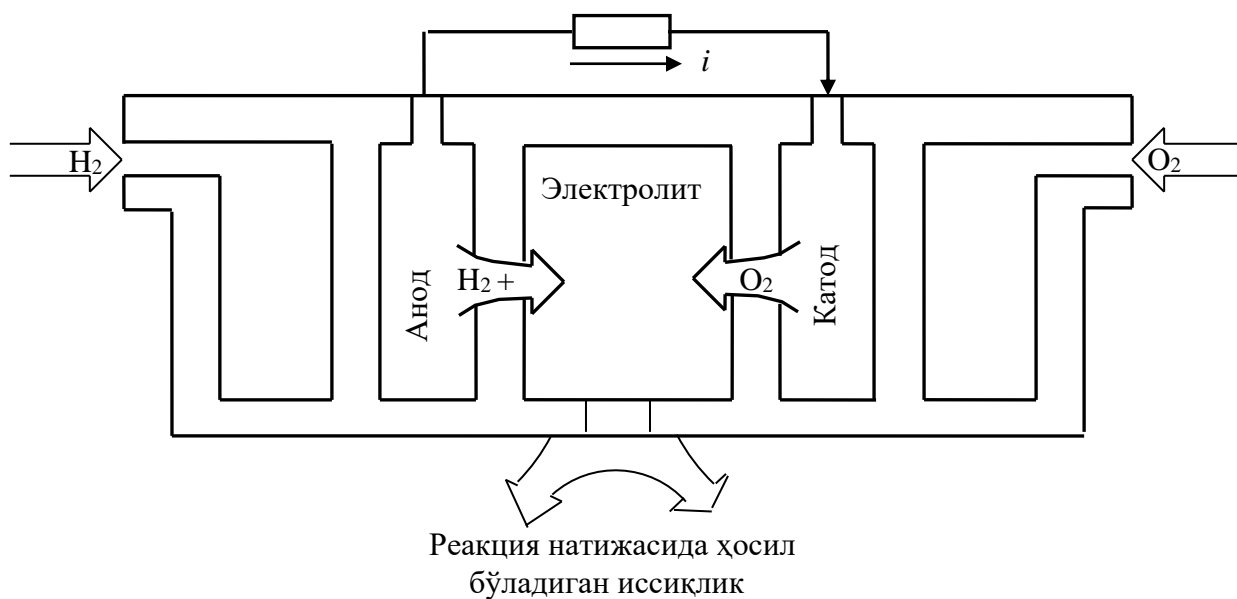 i
H₂
O₂
Электролит
Анод
H₂ +
O₂
Катод
Реакция натижасида ҳосил
бўладиган иссиқлик